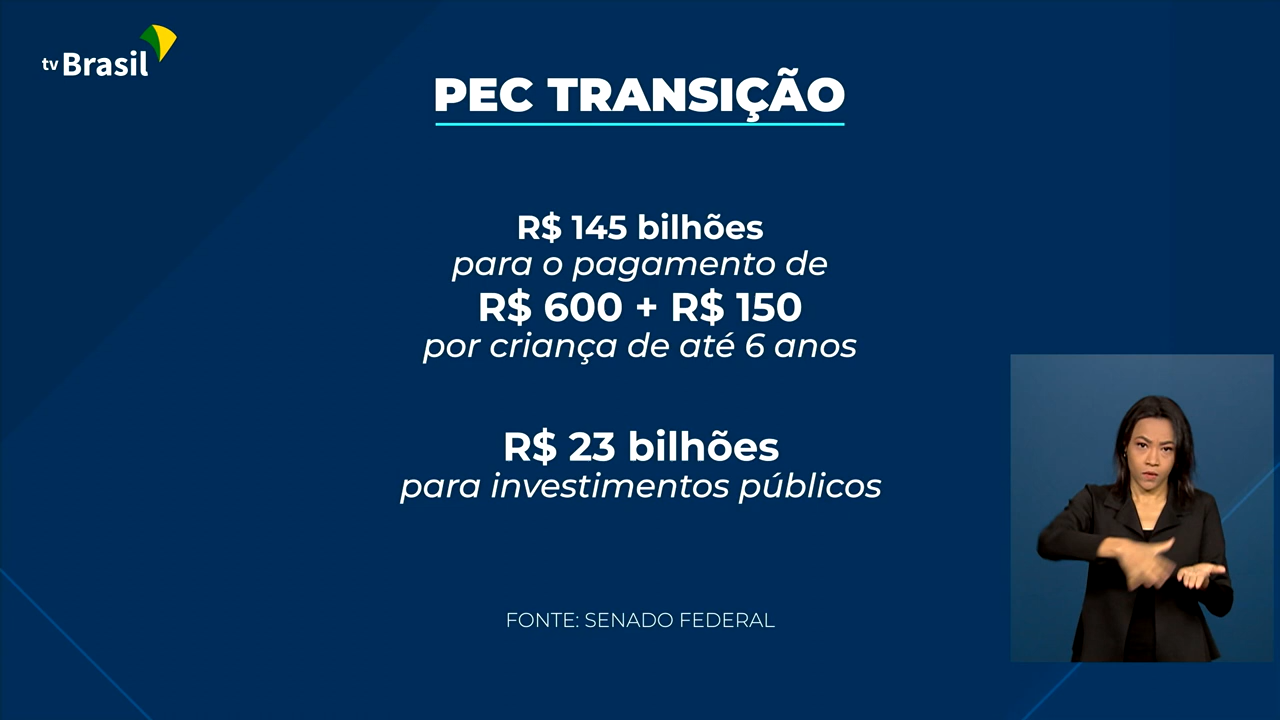 tv Brasil
PEC TRANSIÇÃO
R$ 145 bilhões
para o pagamento de
R$ 600 + R$ 150
por criança de até 6 anos
R$ 23 bilhões
para investimentos públicos
FONTE: SENADO FEDERAL